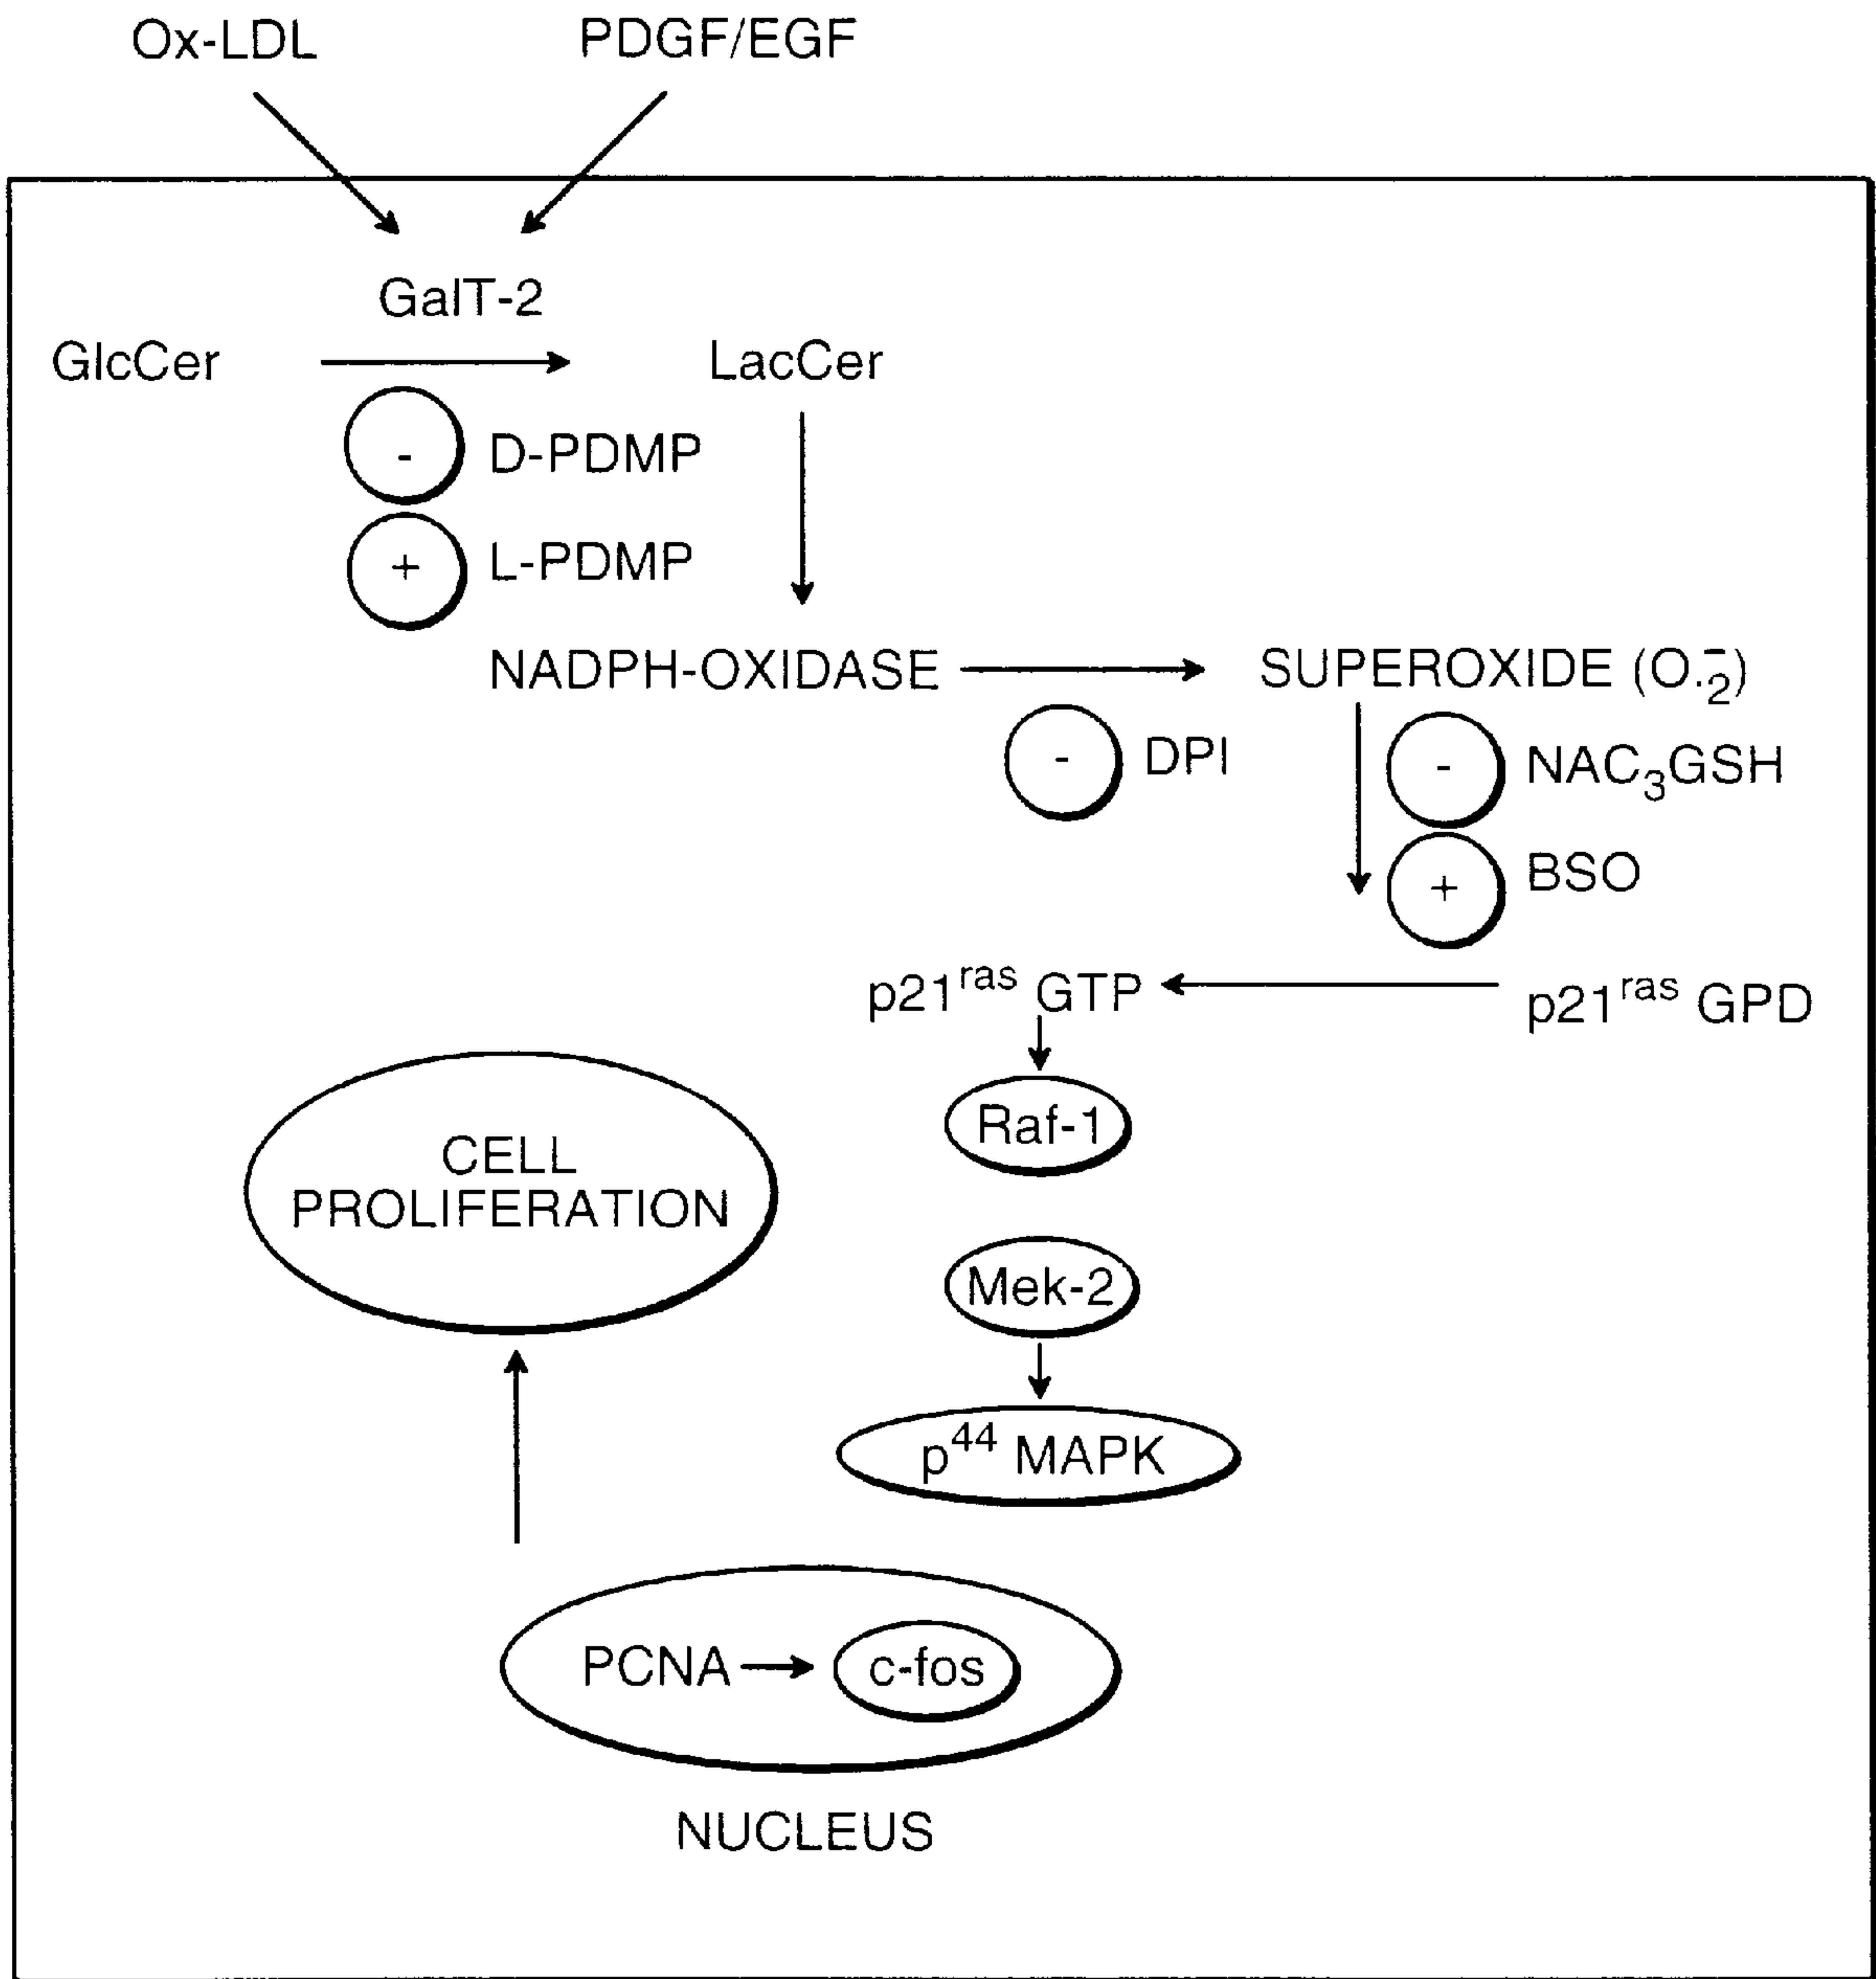 Ox-LDL
PDGF/EGF
GalT-2
GlcCer
LacCer
- D-PDMP
+ L-PDMP
NADPH-OXIDASE
SUPEROXIDE (O.₂⁻)
- DPI
- NAC₃GSH
+ BSO
p21ʳᵃˢ GTP
p21ʳᵃˢ GPD
Raf-1
CELL
PROLIFERATION
Mek-2
p⁴⁴ MAPK
PCNA
c-fos
NUCLEUS